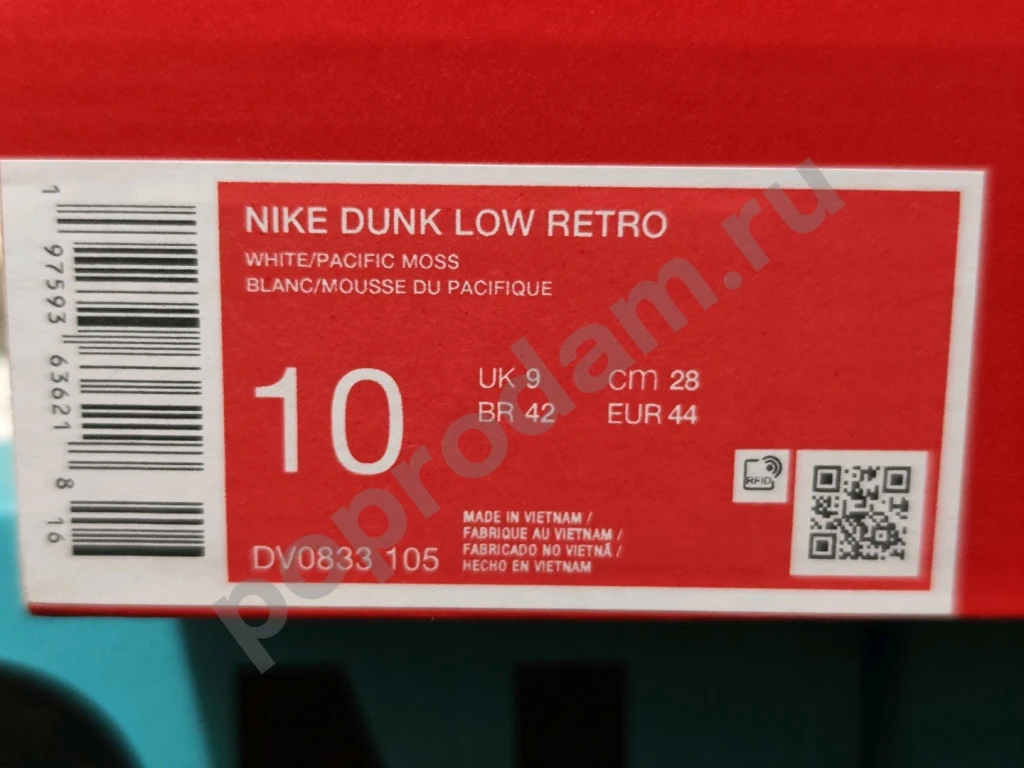 NIKE DUNK LOW RETRO
WHITE/PACIFIC MOSS
BLANC/MOUSSE DU PACIFIQUE
10
UK 9 cm 28
BR 42 EUR 44
RFID
DV0833 105
MADE IN VIETNAM /
FABRIQUE AU VIETNAM /
FABRICADO NO VIETNÃ /
HECHO EN VIETNAM
1 97593 63621 8 16
poprodam.ru